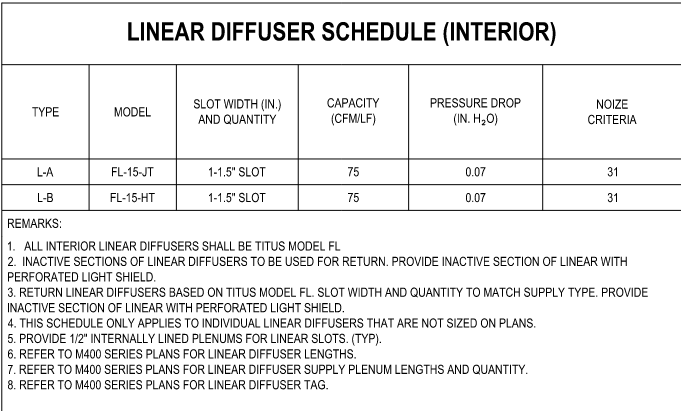 LINEAR DIFFUSER SCHEDULE (INTERIOR)
TYPE MODEL SLOT WIDTH (IN.) AND QUANTITY CAPACITY (CFM/LF) PRESSURE DROP (IN. H₂O) NOIZE CRITERIA
L-A FL-15-JT 1-1.5" SLOT 75 0.07 31
L-B FL-15-HT 1-1.5" SLOT 75 0.07 31
REMARKS:
1. ALL INTERIOR LINEAR DIFFUSERS SHALL BE TITUS MODEL FL
2. INACTIVE SECTIONS OF LINEAR DIFFUSERS TO BE USED FOR RETURN. PROVIDE INACTIVE SECTION OF LINEAR WITH
PERFORATED LIGHT SHIELD.
3. RETURN LINEAR DIFFUSERS BASED ON TITUS MODEL FL. SLOT WIDTH AND QUANTITY TO MATCH SUPPLY TYPE. PROVIDE
INACTIVE SECTION OF LINEAR WITH PERFORATED LIGHT SHIELD.
4. THIS SCHEDULE ONLY APPLIES TO INDIVIDUAL LINEAR DIFFUSERS THAT ARE NOT SIZED ON PLANS.
5. PROVIDE 1/2" INTERNALLY LINED PLENUMS FOR LINEAR SLOTS. (TYP).
6. REFER TO M400 SERIES PLANS FOR LINEAR DIFFUSER LENGTHS.
7. REFER TO M400 SERIES PLANS FOR LINEAR DIFFUSER SUPPLY PLENUM LENGTHS AND QUANTITY.
8. REFER TO M400 SERIES PLANS FOR LINEAR DIFFUSER TAG.